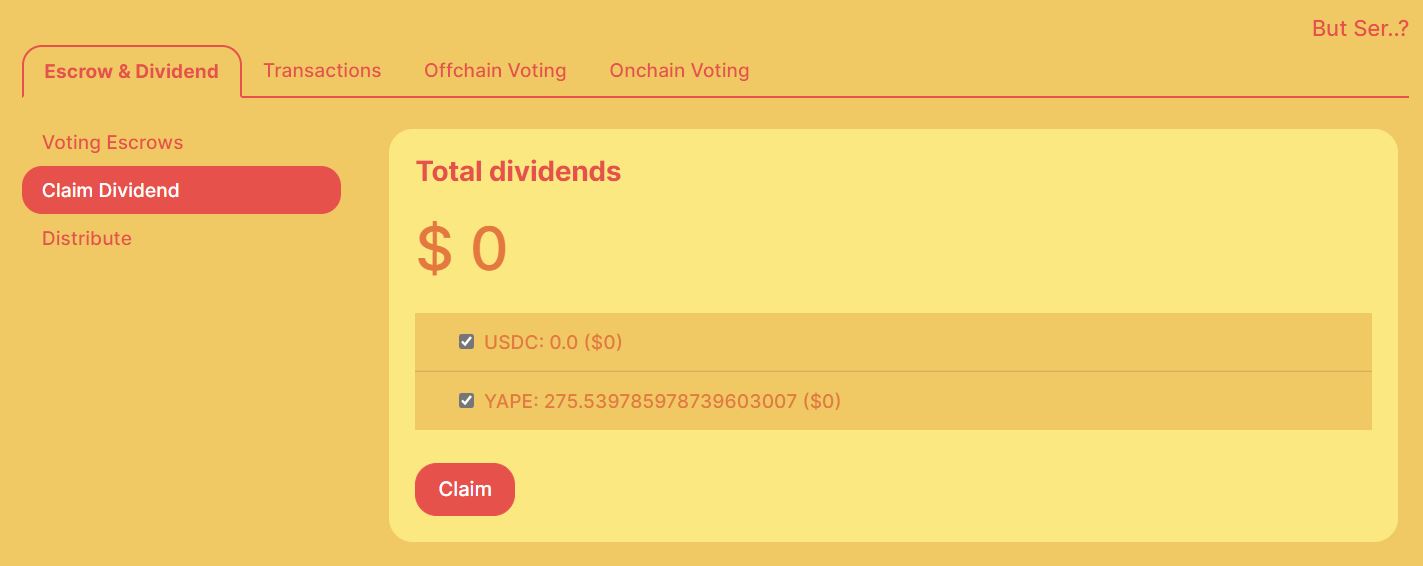 But Ser..?
Escrow & Dividend
Transactions
Offchain Voting
Onchain Voting
Voting Escrows
Claim Dividend
Distribute
Total dividends
$ 0
USDC: 0.0 ($0)
YAPE: 275.539785978739603007 ($0)
Claim